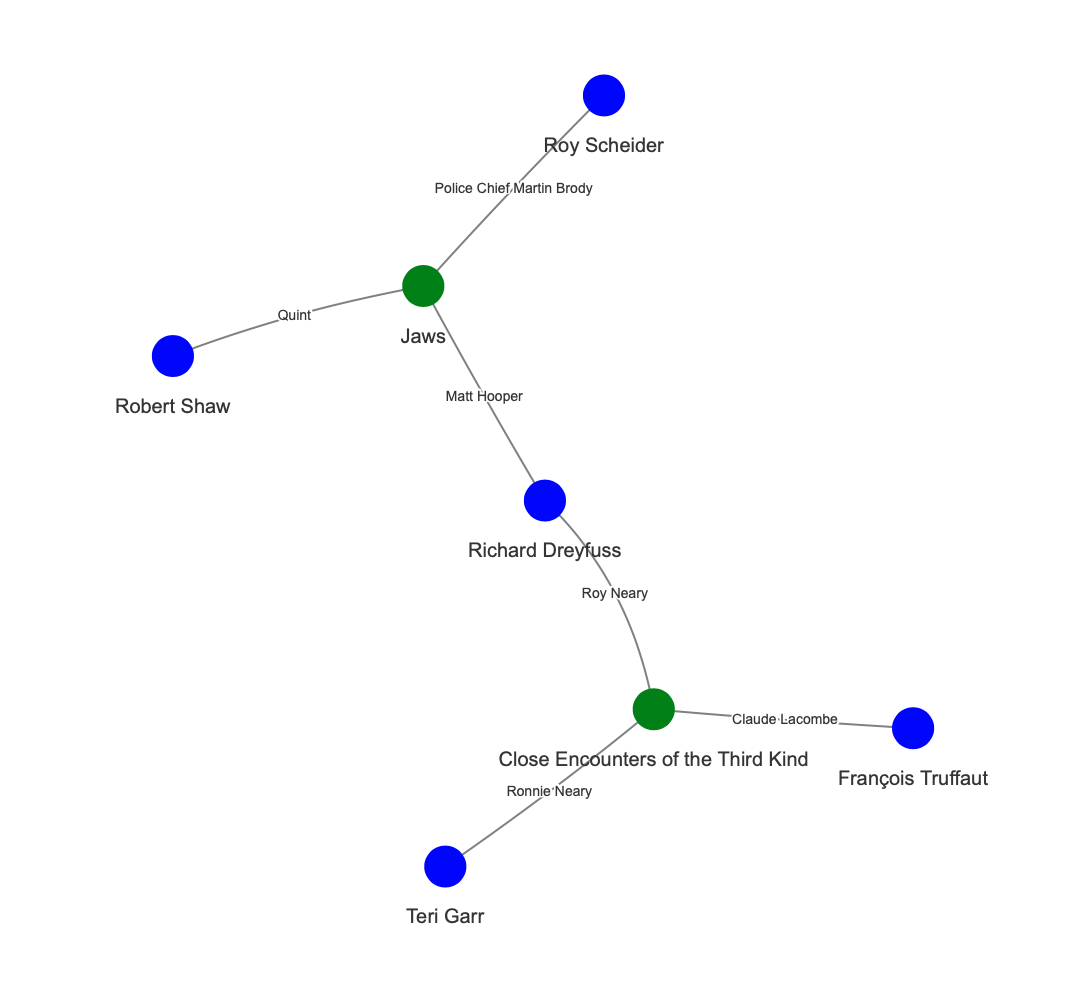 Roy Scheider
Police Chief Martin Brody
Quint
Jaws
Matt Hooper
Robert Shaw
Richard Dreyfuss
Roy Neary
Claude Lacombe
Close Encounters of the Third Kind
François Truffaut
Ronnie Neary
Teri Garr